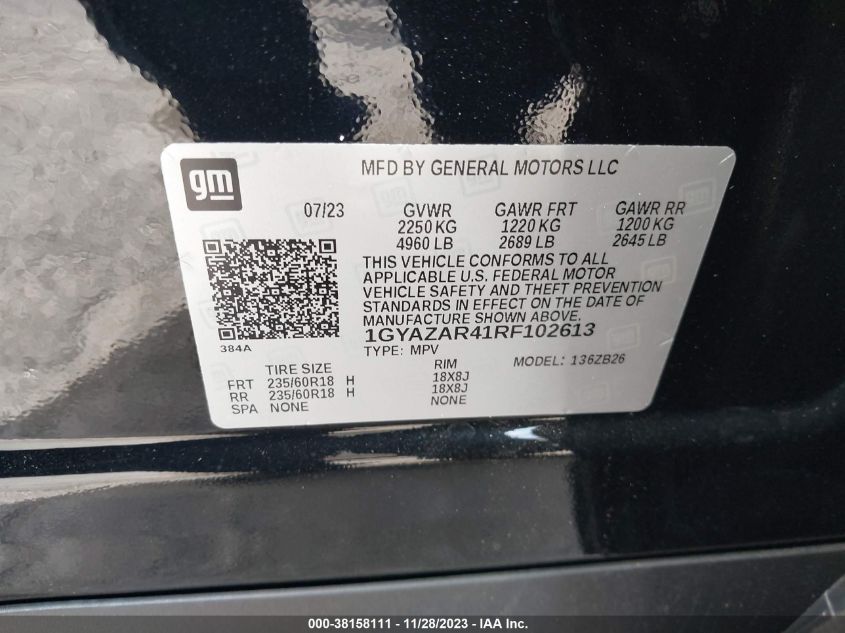 gm
MFD BY GENERAL MOTORS LLC
07/23 GVWR GAWR FRT GAWR RR
2250 KG 1220 KG 1200 KG
4960 LB 2689 LB 2645 LB
THIS VEHICLE CONFORMS TO ALL
APPLICABLE U.S. FEDERAL MOTOR
VEHICLE SAFETY AND THEFT PREVENTION
STANDARDS IN EFFECT ON THE DATE OF
MANUFACTURE SHOWN ABOVE.
1GYAZAR41RF102613
384A
TYPE: MPV MODEL: 136ZB26
TIRE SIZE RIM
FRT 235/60R18 H 18X8J
RR 235/60R18 H 18X8J
SPA NONE NONE
000-38158111 - 11/28/2023 - IAA Inc.